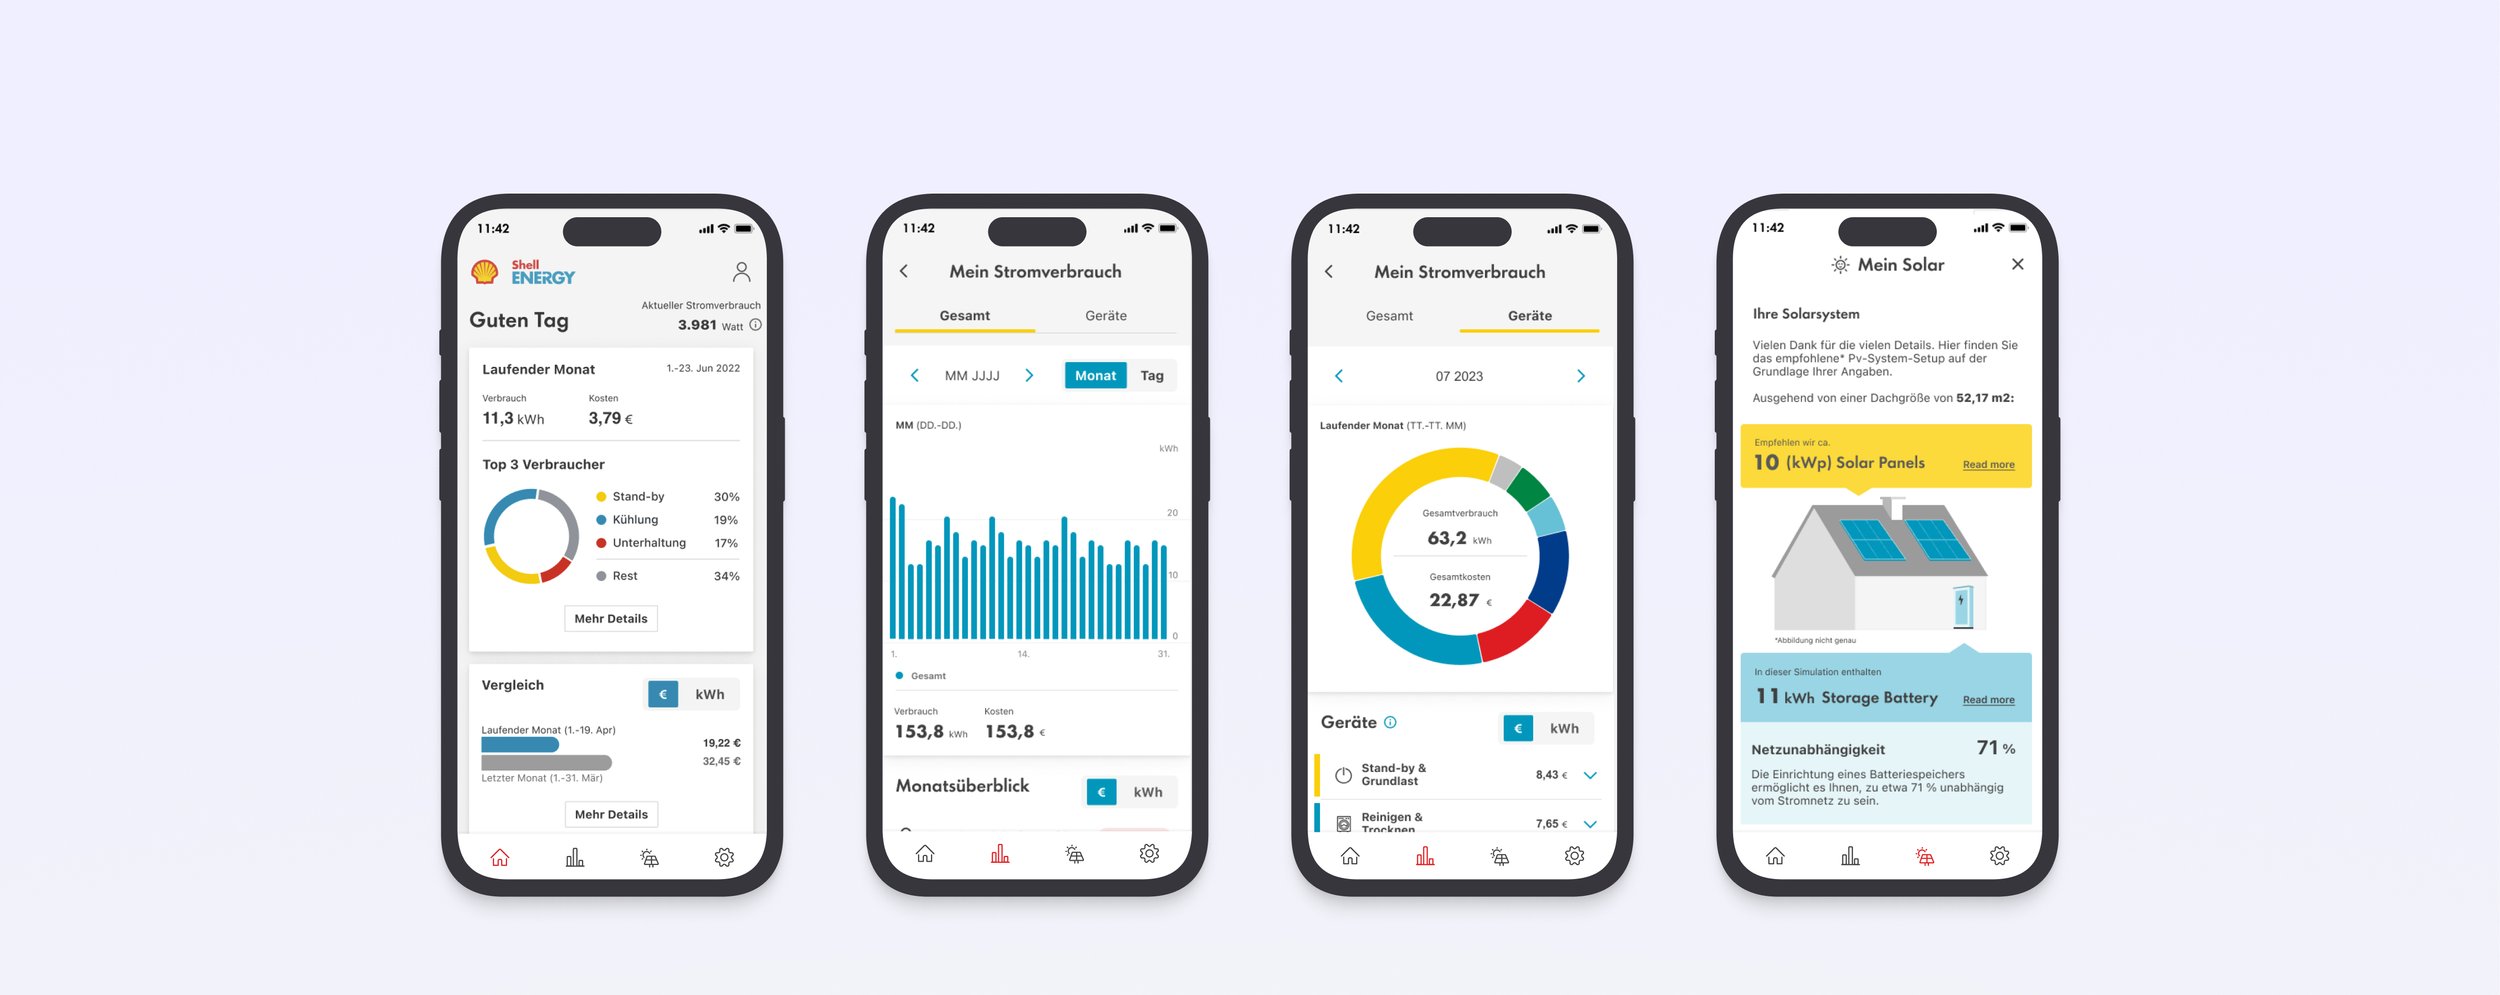 11:42
Shell
ENERGY
Aktueller Stromverbrauch
Guten Tag
3.981 Watt
Laufender Monat 1.-23. Jun 2022
Verbrauch Kosten
11,3 kWh 3,79 €
Top 3 Verbraucher
Stand-by 30%
Kühlung 19%
Unterhaltung 17%
Rest 34%
Mehr Details
Vergleich € kWh
Laufender Monat (1.-19. Apr)
19,22 €
32,45 €
Letzter Monat (1.-31. Mär)
Mehr Details
11:42
Mein Stromverbrauch
Gesamt Geräte
MM JJJJ Monat Tag
MM (DD.-DD.)
kWh
20
10
0
1. 14. 31.
Gesamt
Verbrauch Kosten
153,8 kWh 153,8 €
Monatsüberblick € kWh
11:42
Mein Stromverbrauch
Gesamt Geräte
07 2023
Laufender Monat (TT.-TT. MM)
Gesamtverbrauch
63,2 kWh
Gesamtkosten
22,87 €
Geräte € kWh
Stand-by &
Grundlast
8,43 €
Reinigen &
Trocknen
7,65 €
11:42
Mein Solar
Ihre Solarsystem
Vielen Dank für die vielen Details. Hier finden Sie
das empfohlene* Pv-System-Setup auf der
Grundlage Ihrer Angaben.
Ausgehend von einer Dachgröße von 52,17 m2:
Empfehlen wir ca.
10 (kWp) Solar Panels Read more
*Abbildung nicht genau
In dieser Simulation enthalten
11 kWh Storage Battery Read more
Netzunabhängigkeit 71 %
Die Einrichtung eines Batteriespeichers
ermöglicht es Ihnen, zu etwa 71 % unabhängig
vom Stromnetz zu sein.